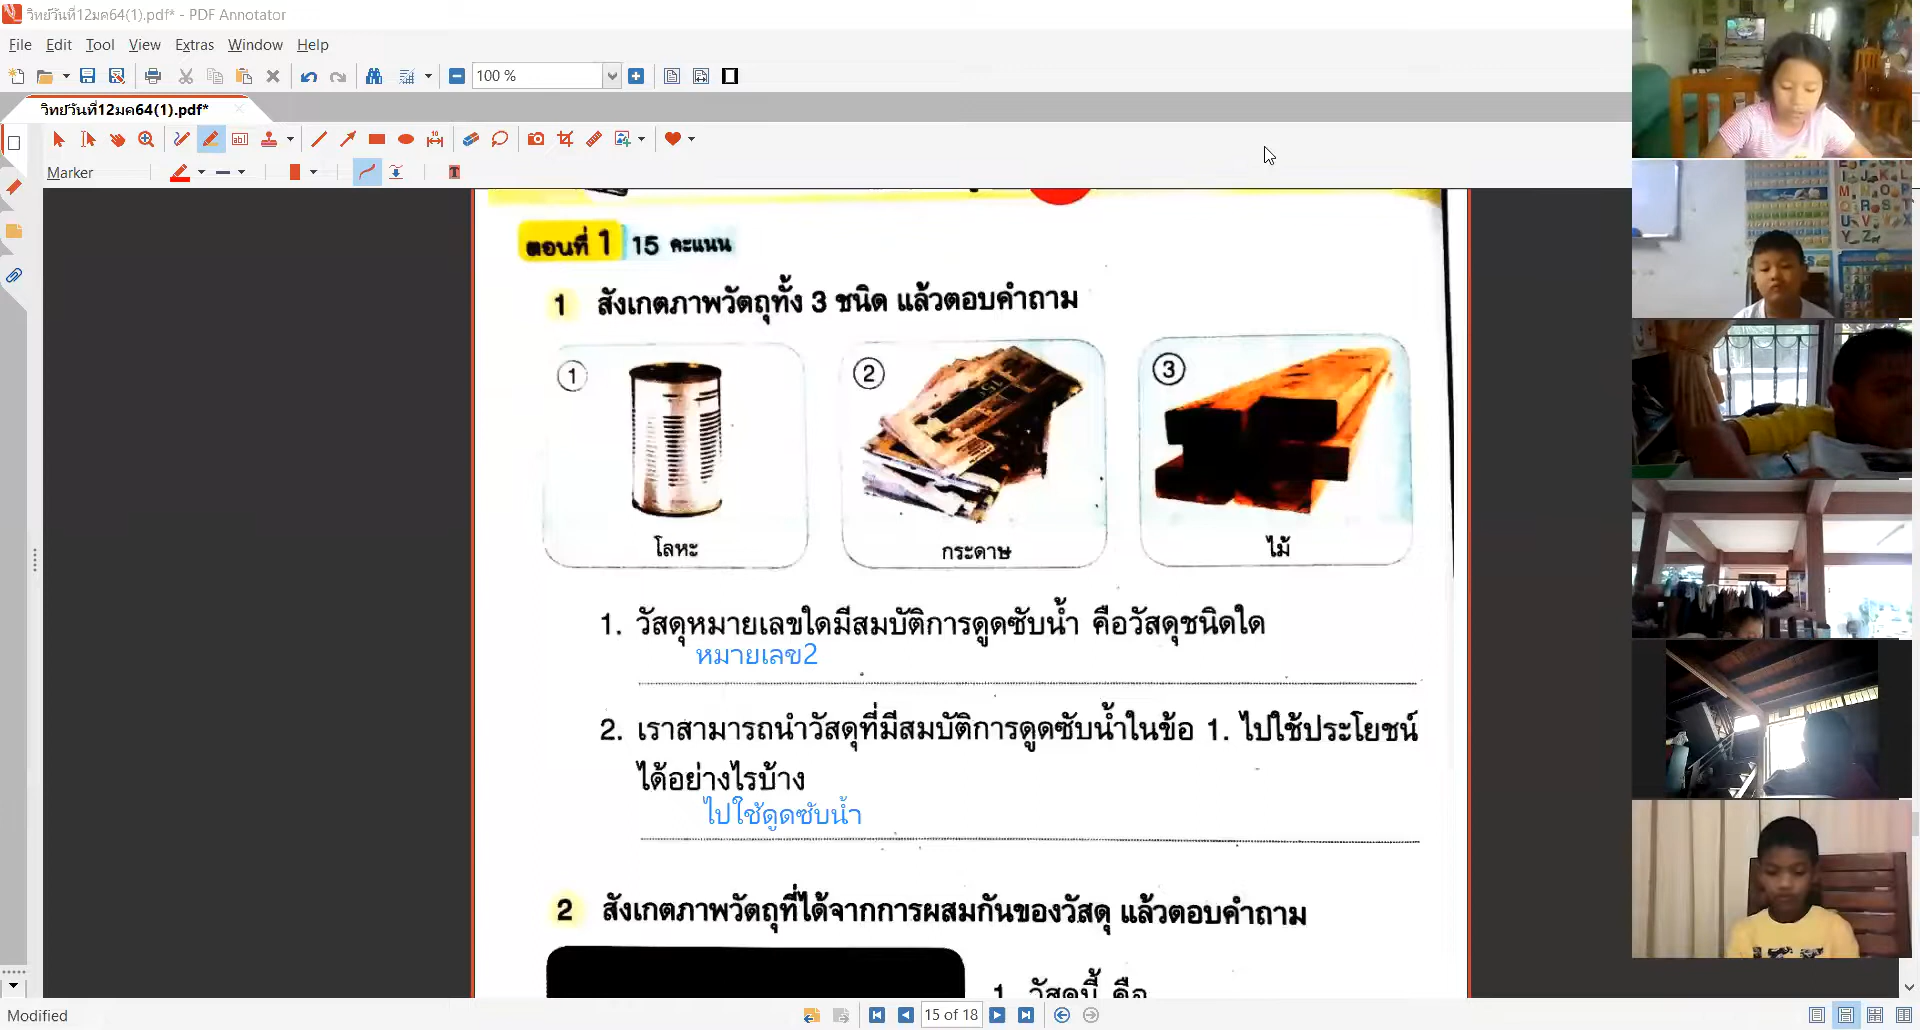 วิทย์วันที่12มค64(1).pdf* - PDF Annotator
File Edit Tool View Extras Window Help
100 %
วิทย์วันที่12มค64(1).pdf*
Marker
ตอนที่ 1 15 คะแนน
1 สังเกตภาพวัตถุทั้ง 3 ชนิด แล้วตอบคำถาม
1 2 3
โลหะ กระดาษ ไม้
1. วัสดุหมายเลขใดมีสมบัติการดูดซับน้ำ คือวัสดุชนิดใด
หมายเลข2
2. เราสามารถนำวัสดุที่มีสมบัติการดูดซับน้ำในข้อ 1. ไปใช้ประโยชน์
ได้อย่างไรบ้าง
ไปใช้ดูดซับน้ำ
2 สังเกตภาพวัตถุที่ได้จากการผสมกันของวัสดุ แล้วตอบคำถาม
1. วัสดุนี้ คือ
Modified
15 of 18